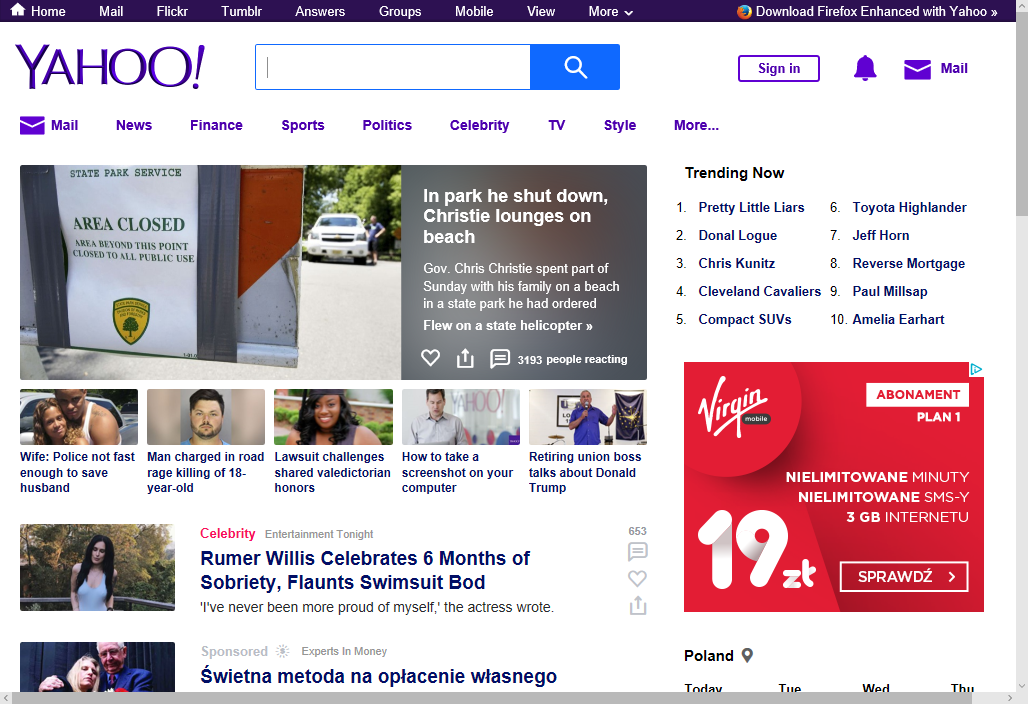 Home Mail Flickr Tumblr Answers Groups Mobile View More Download Firefox Enhanced with Yahoo »
YAHOO!
Sign in
Mail
Mail News Finance Sports Politics Celebrity TV Style More...
STATE PARK SERVICE
AREA CLOSED
AREA BEYOND THIS POINT
CLOSED TO ALL PUBLIC USE
In park he shut down,
Christie lounges on
beach
Gov. Chris Christie spent part of
Sunday with his family on a beach
in a state park he had ordered
Flew on a state helicopter »
3193 people reacting
Wife: Police not fast
enough to save
husband
Man charged in road
rage killing of 18-
year-old
Lawsuit challenges
shared valedictorian
honors
YAHOO!
How to take a
screenshot on your
computer
Retiring union boss
talks about Donald
Trump
Celebrity Entertainment Tonight
Rumer Willis Celebrates 6 Months of
Sobriety, Flaunts Swimsuit Bod
'I've never been more proud of myself,' the actress wrote.
653
Sponsored Experts In Money
Świetna metoda na opłacenie własnego
Trending Now
1. Pretty Little Liars
2. Donal Logue
3. Chris Kunitz
4. Cleveland Cavaliers
5. Compact SUVs
6. Toyota Highlander
7. Jeff Horn
8. Reverse Mortgage
9. Paul Millsap
10. Amelia Earhart
Virgin
mobile
ABONAMENT
PLAN 1
NIELIMITOWANE MINUTY
NIELIMITOWANE SMS-Y
3 GB INTERNETU
19zł
SPRAWDŹ
Poland
Today Tue Wed Thu